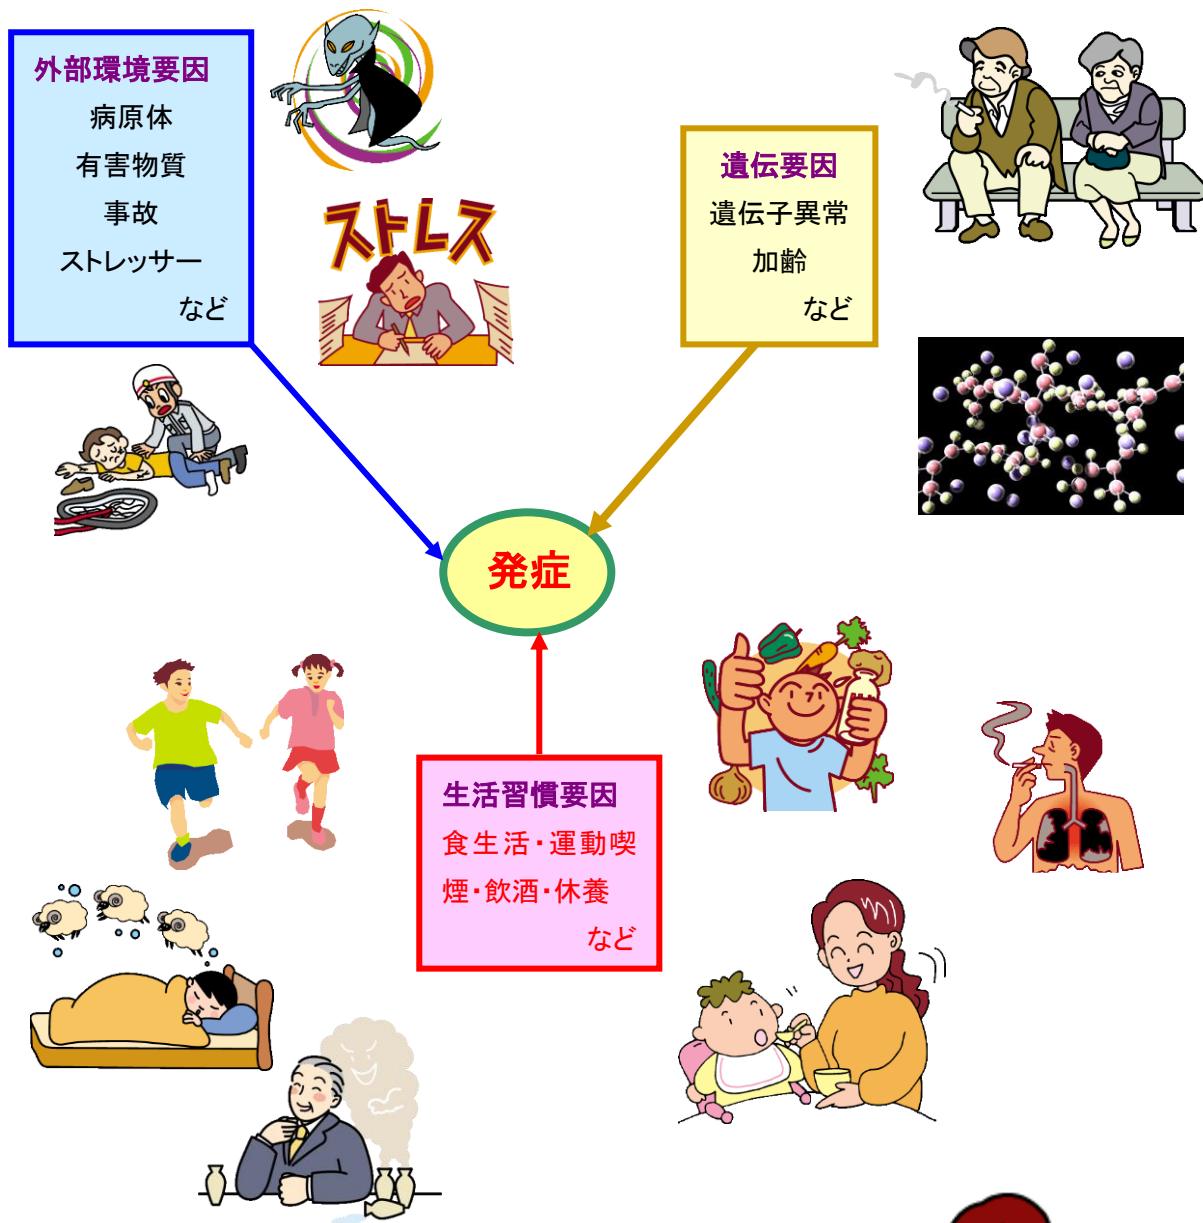 外部環境要因
病原体
有害物質
事故
ストレッサー
など
ストレス
遺伝要因
遺伝子異常
加齢
など
発症
生活習慣要因
食生活・運動喫
煙・飲酒・休養
など